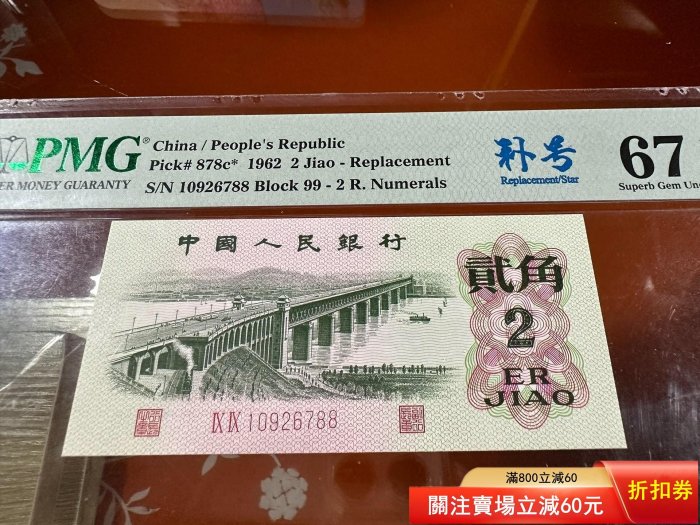 PMG®
ER MONEY GUARANTY
China / People's Republic
Pick# 878c* 1962 2 Jiao - Replacement
S/N 10926788 Block 99 - 2 R. Numerals
补号
Replacement/Star
67
Superb Gem Unc
中國人民銀行
貳角
2
ER
JIAO
IX IX 10926788
滿800立減60
關注賣場立減60元
折扣券